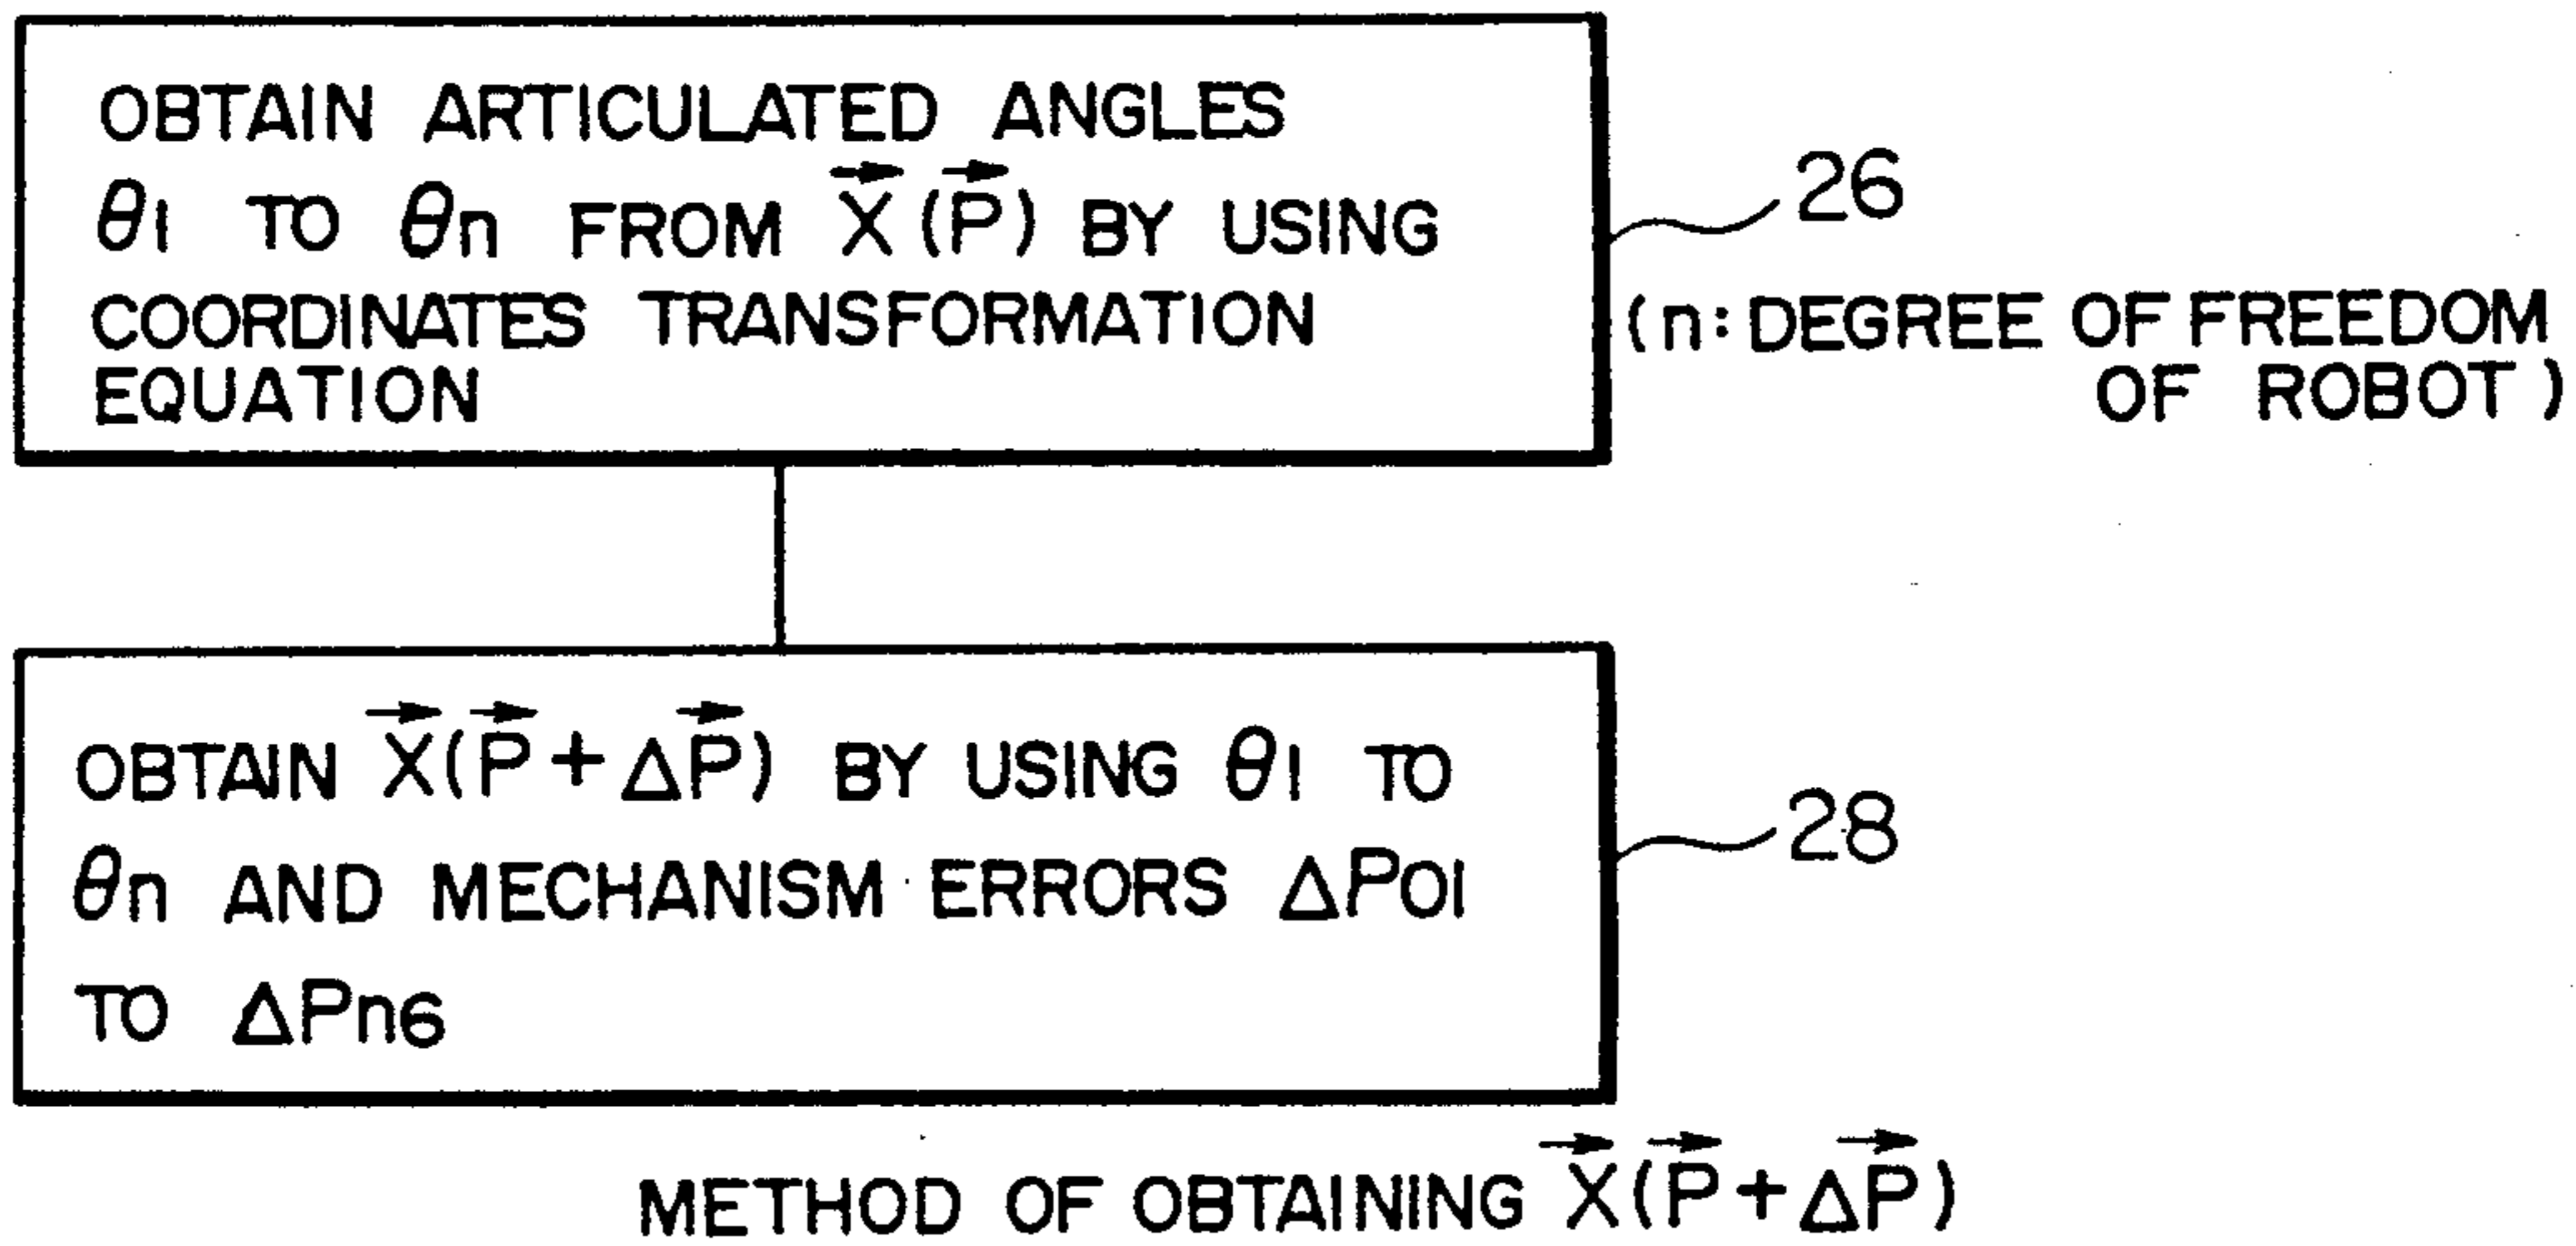 OBTAIN ARTICULATED ANGLES
θ1 TO θn FROM X⃗(P⃗) BY USING
COORDINATES TRANSFORMATION
EQUATION
26
(n: DEGREE OF FREEDOM
OF ROBOT)
OBTAIN X⃗(P⃗+ΔP⃗) BY USING θ1 TO
θn AND MECHANISM ERRORS ΔP01
TO ΔPn6
28
METHOD OF OBTAINING X⃗(P⃗+ΔP⃗)